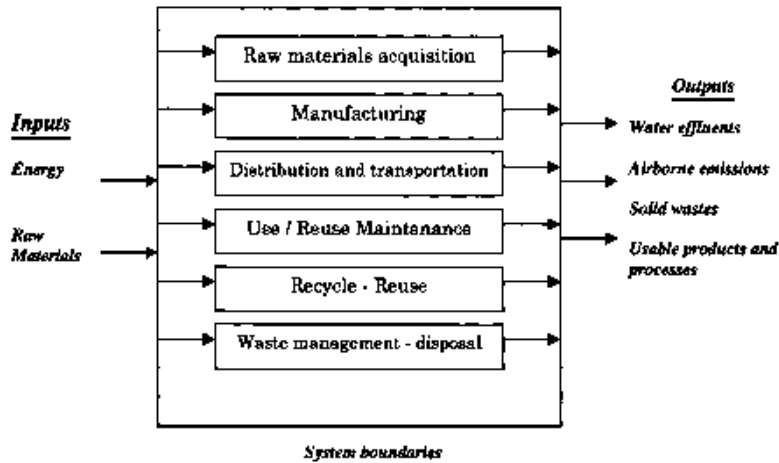 Inputs
Energy
Raw
Materials
Raw materials acquisition
Manufacturing
Distribution and transportation
Use / Reuse Maintanance
Recycle - Reuse
Waste management - disposal
Outputs
Water effluents
Airborne emissions
Solid wastes
Usable products and
processes
System boundaries